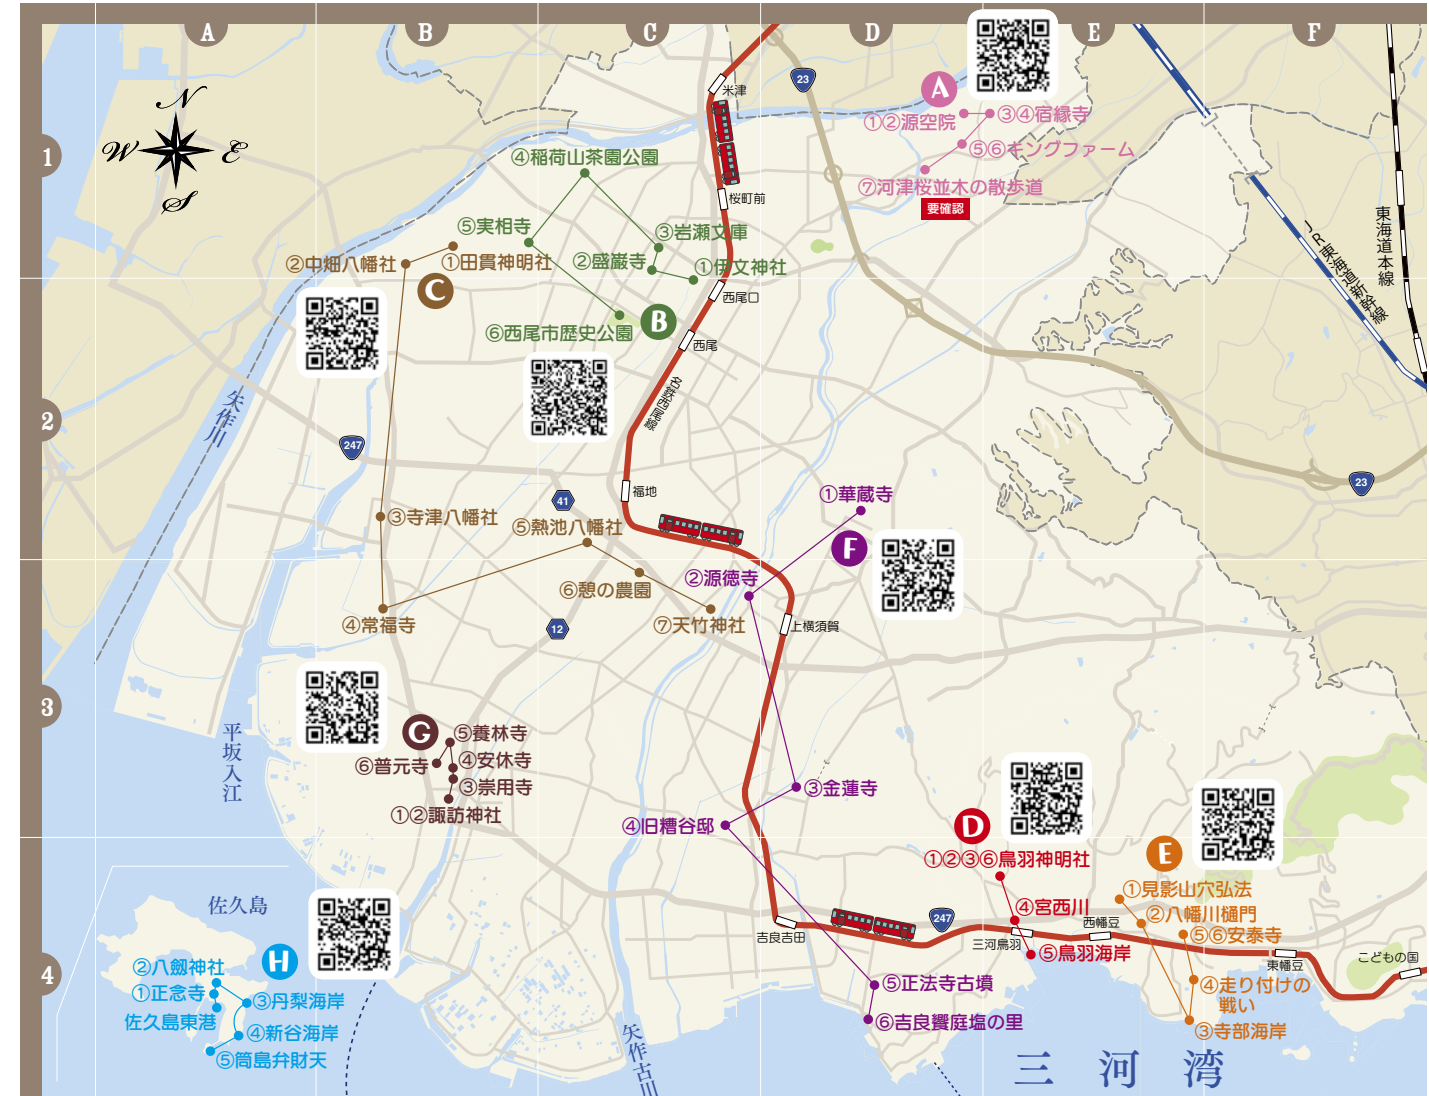 A
B
C
D
E
F
1
2
3
4
N
W
E
S
米津
23
A
①②源空院
③④宿縁寺
⑤⑥キングファーム
⑦河津桜並木の散歩道
要確認
④稲荷山茶園公園
桜町前
⑤実相寺
③岩瀬文庫
②盛巌寺
①伊文神社
②中畑八幡社
①田貫神明社
C
西尾口
⑥西尾市歴史公園
B
西尾
名鉄西尾線
東海道本線
JR東海道新幹線
矢作川
247
福地
41
23
①華蔵寺
F
③寺津八幡社
⑤熱池八幡社
②源徳寺
⑥憩の農園
④常福寺
⑦天竹神社
12
上横須賀
平坂入江
G
⑤養林寺
⑥普元寺
④安休寺
③崇用寺
①②諏訪神社
③金蓮寺
④旧糟谷邸
D
①②③⑥鳥羽神明社
E
①見影山穴弘法
④宮西川
②八幡川樋門
247
西幡豆
⑤⑥安泰寺
吉良吉田
三河鳥羽
⑤鳥羽海岸
東幡豆
こどもの国
佐久島
H
②八劔神社
①正念寺
③丹梨海岸
佐久島東港
④新谷海岸
⑤筒島弁財天
⑤正法寺古墳
④走り付けの
戦い
⑥吉良饗庭塩の里
③寺部海岸
矢作古川
三河湾